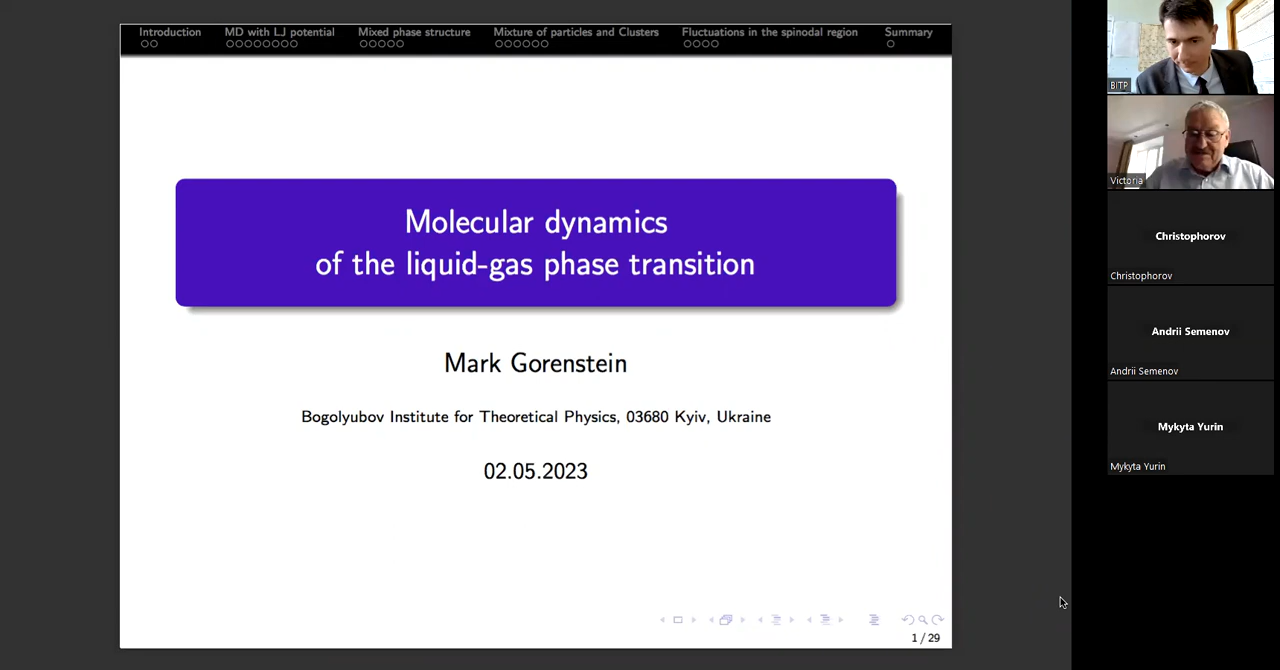 Introduction MD with LJ potential Mixed phase structure Mixture of particles and Clusters Fluctuations in the spinodal region Summary
Molecular dynamics
of the liquid-gas phase transition
Mark Gorenstein
Bogolyubov Institute for Theoretical Physics, 03680 Kyiv, Ukraine
02.05.2023
1 / 29
BITP
Victoria
Christophorov
Christophorov
Andrii Semenov
Andrii Semenov
Mykyta Yurin
Mykyta Yurin